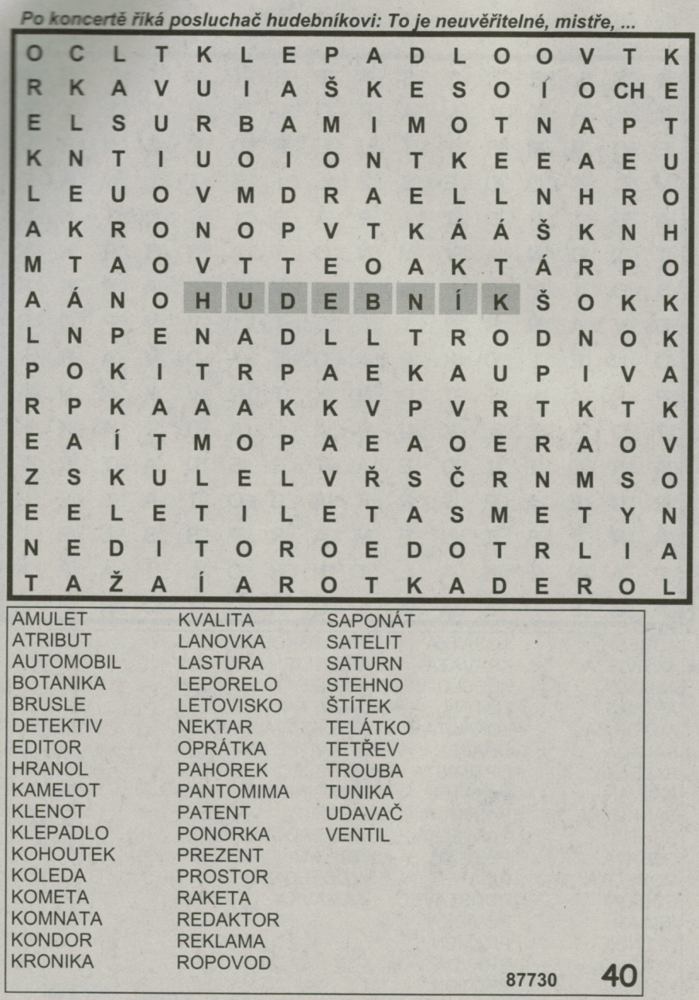 Po koncertě říká posluchač hudebníkovi: To je neuvěřitelné, mistře, ...
O C L T K L E P A D L O O V T K
R K A V U I A Š K E S O Í O CH E
E L S U R B A M I M O T N A P T
K N T I U O I O N T K E E A E U
L E U O V M D R A E L L N H R O
A K R O N O P V T K Á Á Š K N H
M T A O V T T E O A K T Á R P O
A Á N O H U D E B N Í K Š O K K
L N P E N A D L L T R O D N O K
P O K I T R P A E K A U P I V A
R P K A A A K K V P V R T K T K
E A Í T M O P A E A O E R A O V
Z S K U L E L V Ř S Č R N M S O
E E L E T I L E T A S M E T Y N
N E D I T O R O E D O T R L I A
T A Ž A Í A R O T K A D E R O L
AMULET KVALITA SAPONÁT
ATRIBUT LANOVKA SATELIT
AUTOMOBIL LASTURA SATURN
BOTANIKA LEPORELO STEHNO
BRUSLE LETOVISKO ŠTÍTEK
DETEKTIV NEKTAR TELÁTKO
EDITOR OPRÁTKA TETŘEV
HRANOL PAHOREK TROUBA
KAMELOT PANTOMIMA TUNIKA
KLENOT PATENT UDAVAČ
KLEPADLO PONORKA VENTIL
KOHOUTEK PREZENT
KOLEDA PROSTOR
KOMETA RAKETA
KOMNATA REDAKTOR
KONDOR REKLAMA
KRONIKA ROPOVOD
87730 40